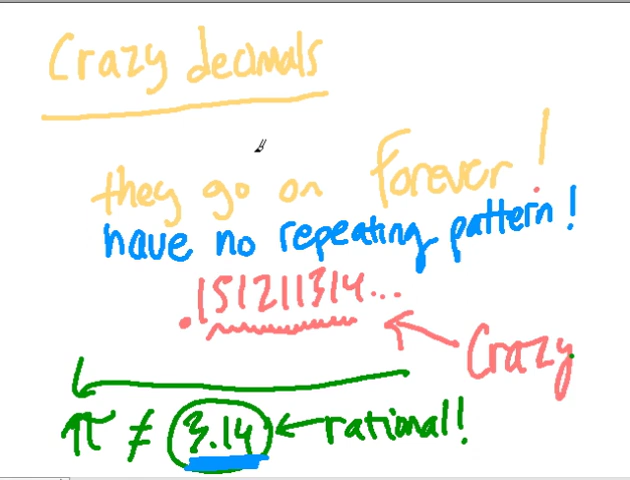 Crazy decimals
they go on Forever!
have no repeating pattern!
.151211314...
Crazy
π ≠ 3.14 ← rational!